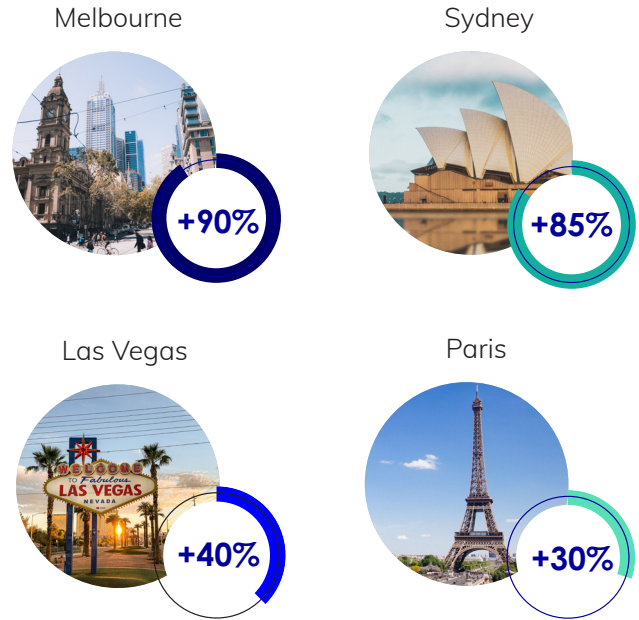 Melbourne
+90%
Sydney
+85%
Las Vegas
WELCOME
TO Fabulous
LAS VEGAS
NEVADA
+40%
Paris
+30%